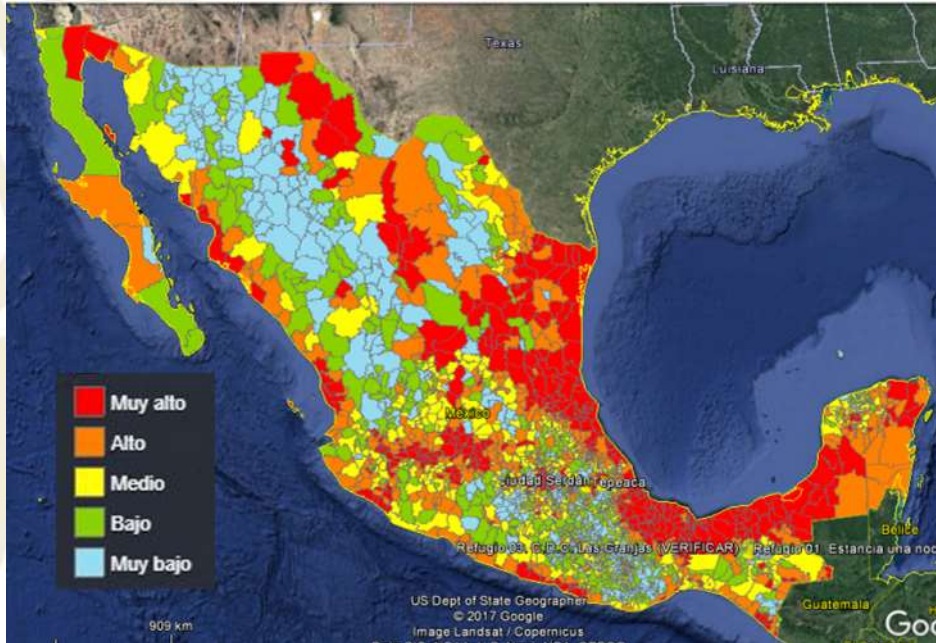 Texas
Luisiana
Muy alto
Alto
Medio
Bajo
Muy bajo
México
Ciudad Serdán Tepeaca
Belice
Refugio 03. C.D.C. Las Granjas (VERIFICAR)
Refugio 01. Estancia una noc
Guatemala
US Dept of State Geographer
© 2017 Google
Image Landsat / Copernicus
909 km
Goo